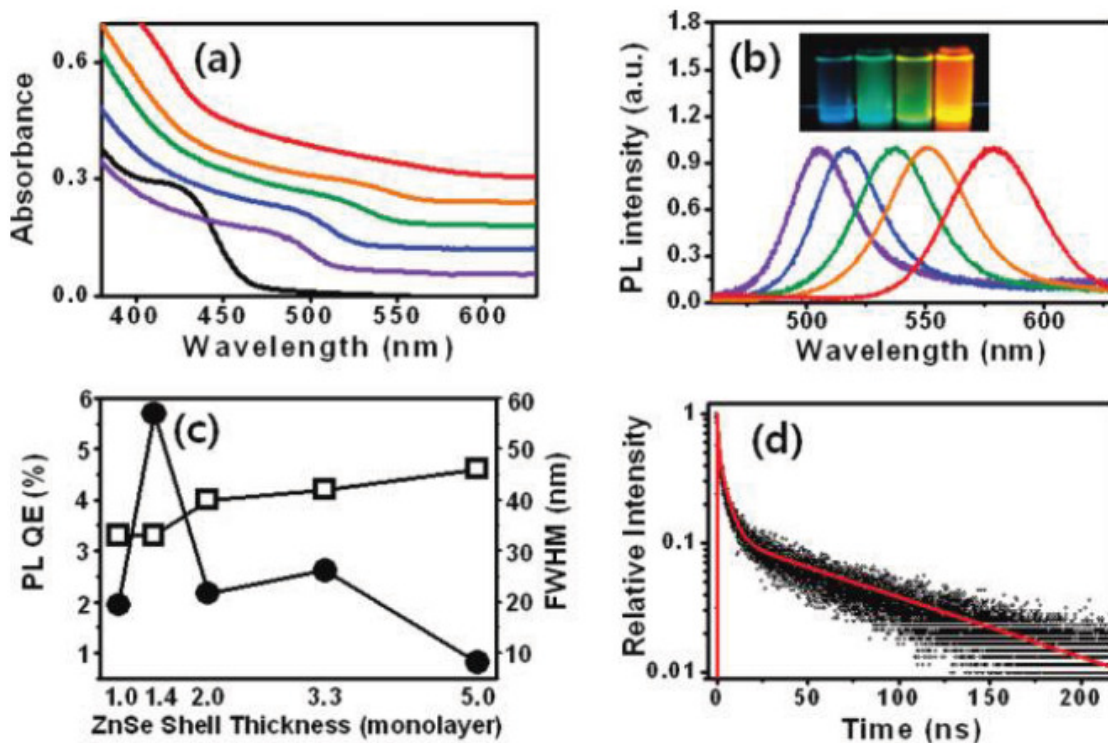 (a)
0.6
0.3
0.0
Absorbance
400 450 500 550 600
Wavelength (nm)
(b)
1.8
1.5
1.2
0.9
0.6
0.3
0.0
PL intensity (a.u.)
500 550 600
Wavelength (nm)
(c)
6
5
4
3
2
1
PL QE (%)
60
50
40
30
20
10
FWHM (nm)
1.0 1.4 2.0 3.3 5.0
ZnSe Shell Thickness (monolayer)
(d)
1
0.1
0.01
Relative Intensity
0 50 100 150 200
Time (ns)